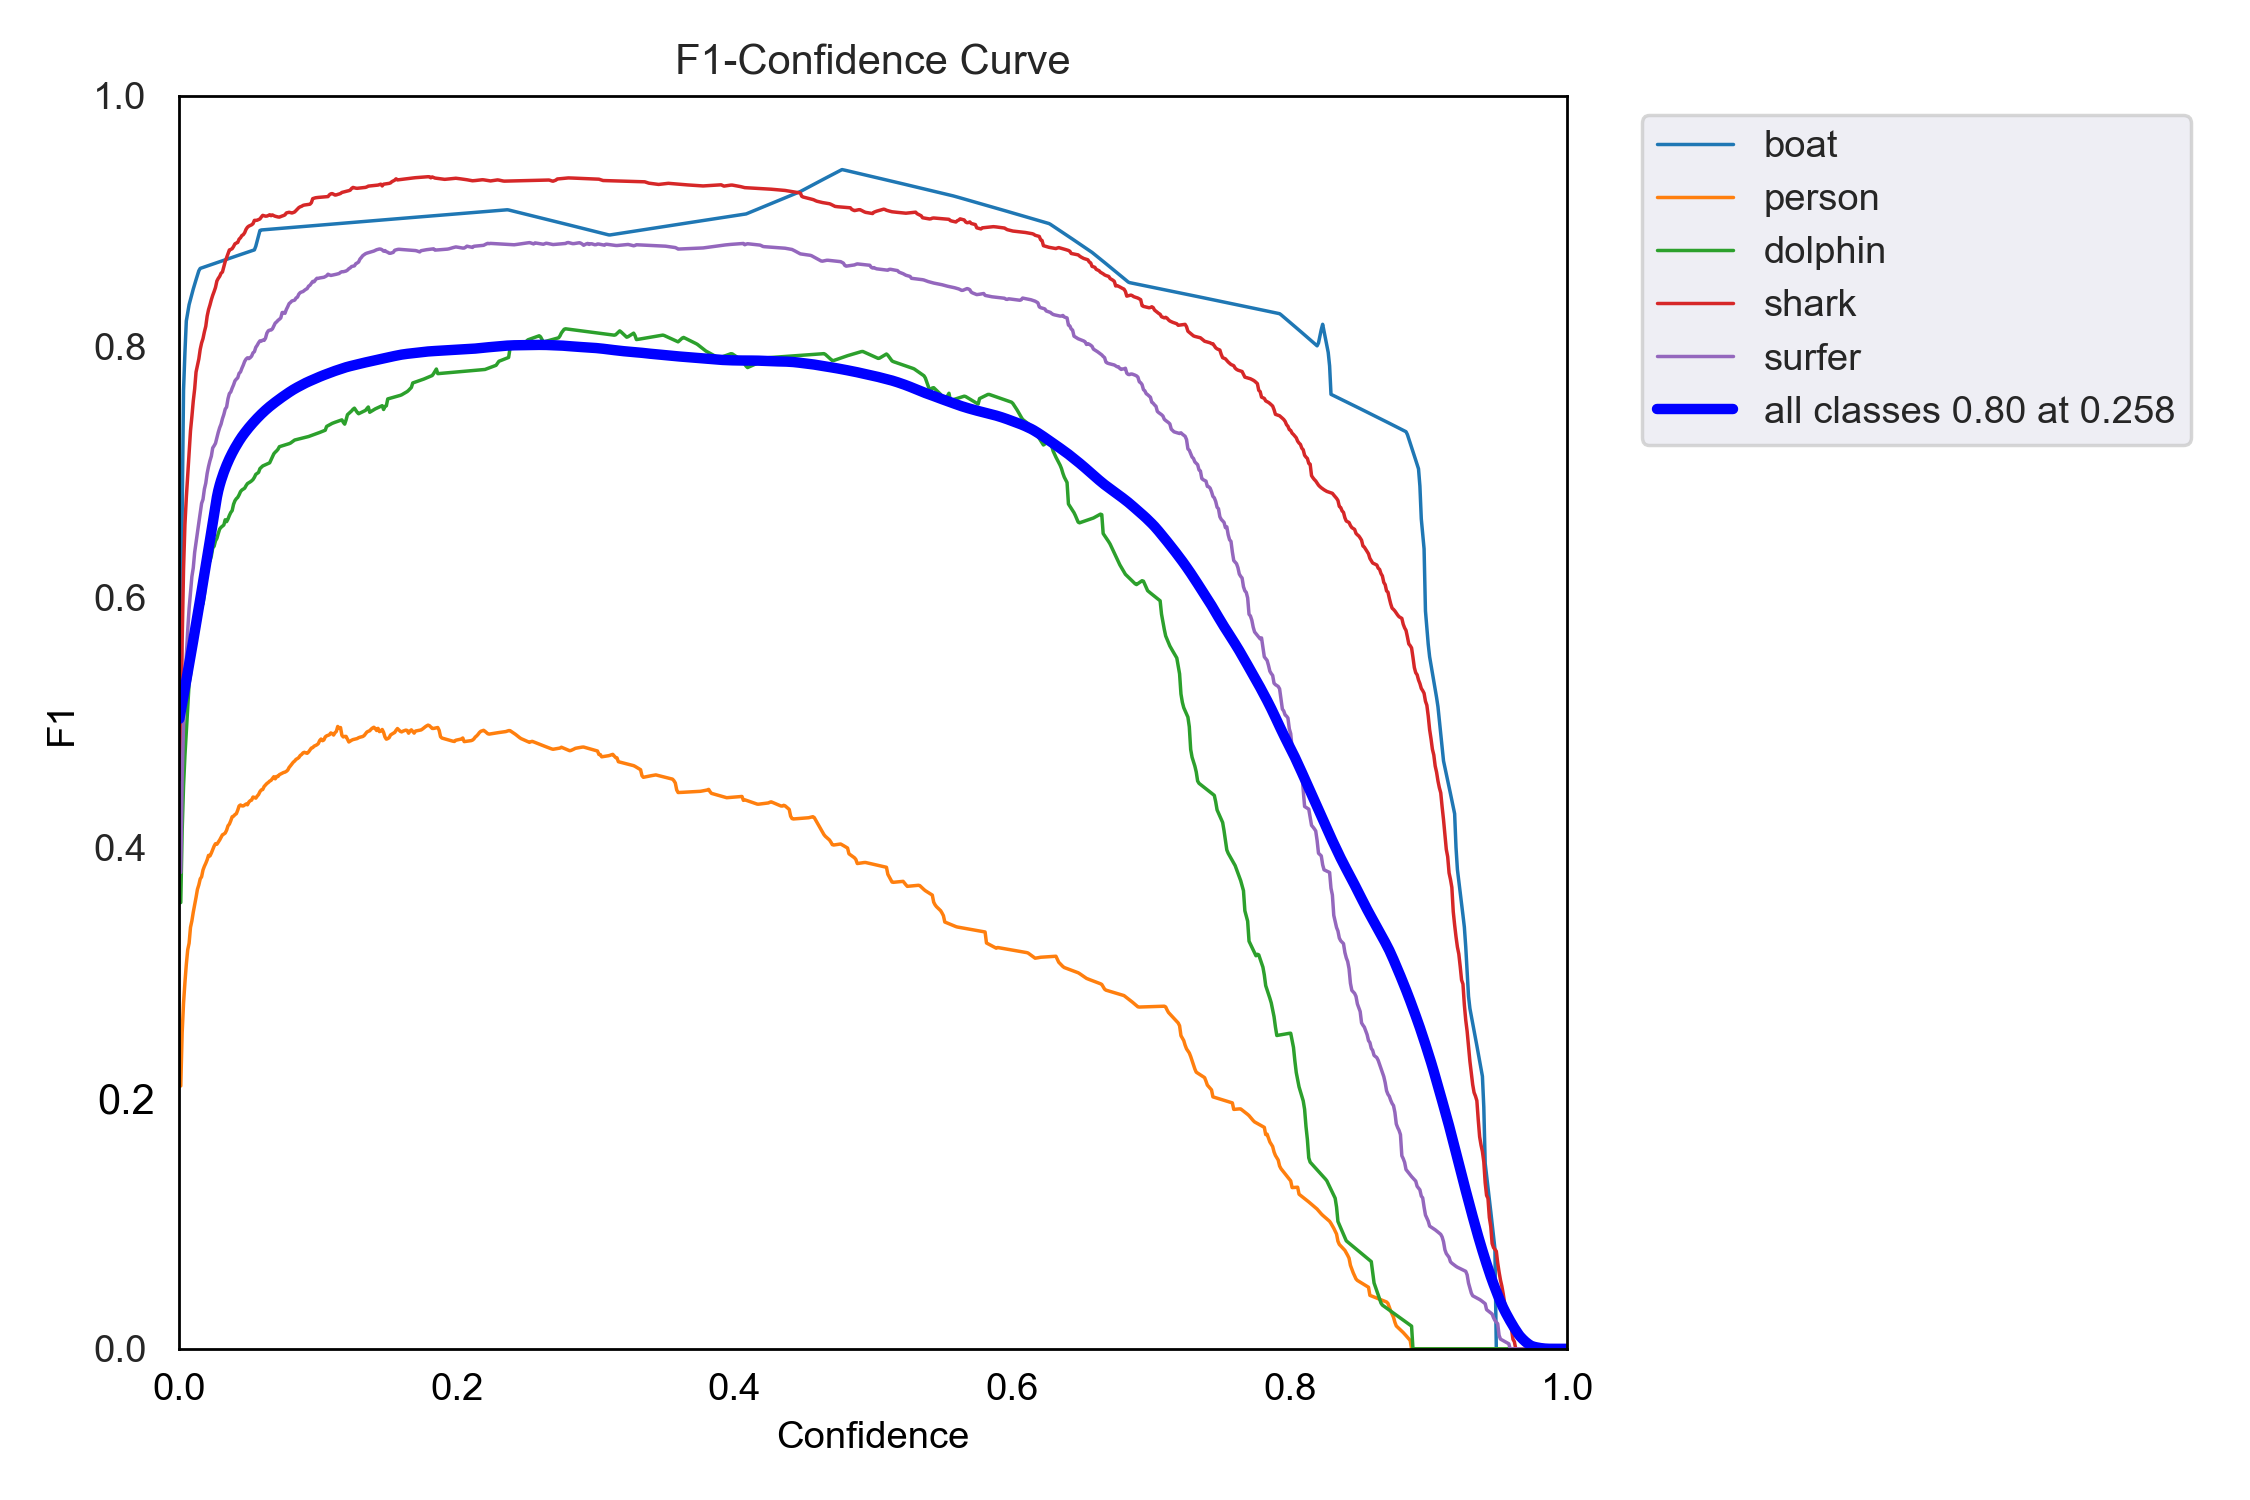 F1-Confidence Curve
1.0
0.8
0.6
0.4
0.2
0.0
F1
0.0 0.2 0.4 0.6 0.8 1.0
Confidence
boat
person
dolphin
shark
surfer
all classes 0.80 at 0.258